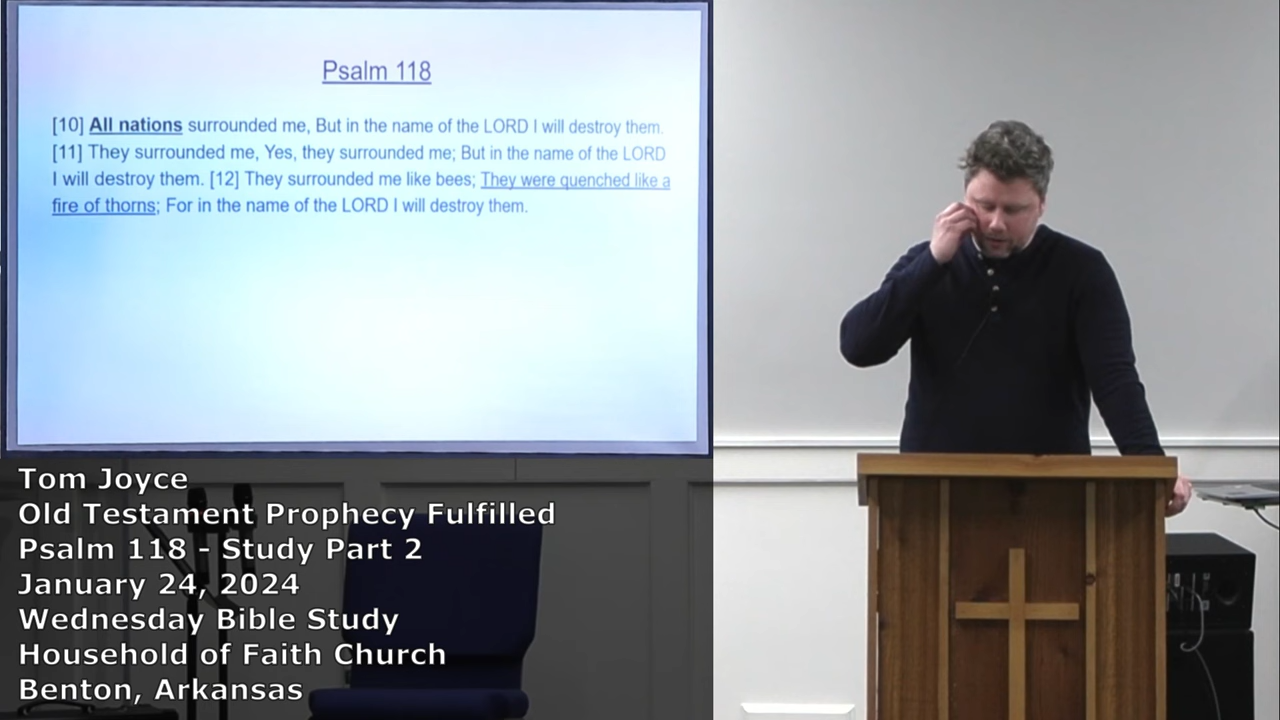 Psalm 118
[10] All nations surrounded me, But in the name of the LORD I will destroy them.
[11] They surrounded me, Yes, they surrounded me; But in the name of the LORD
I will destroy them. [12] They surrounded me like bees; They were quenched like a
fire of thorns; For in the name of the LORD I will destroy them.
Tom Joyce
Old Testament Prophecy Fulfilled
Psalm 118 - Study Part 2
January 24, 2024
Wednesday Bible Study
Household of Faith Church
Benton, Arkansas